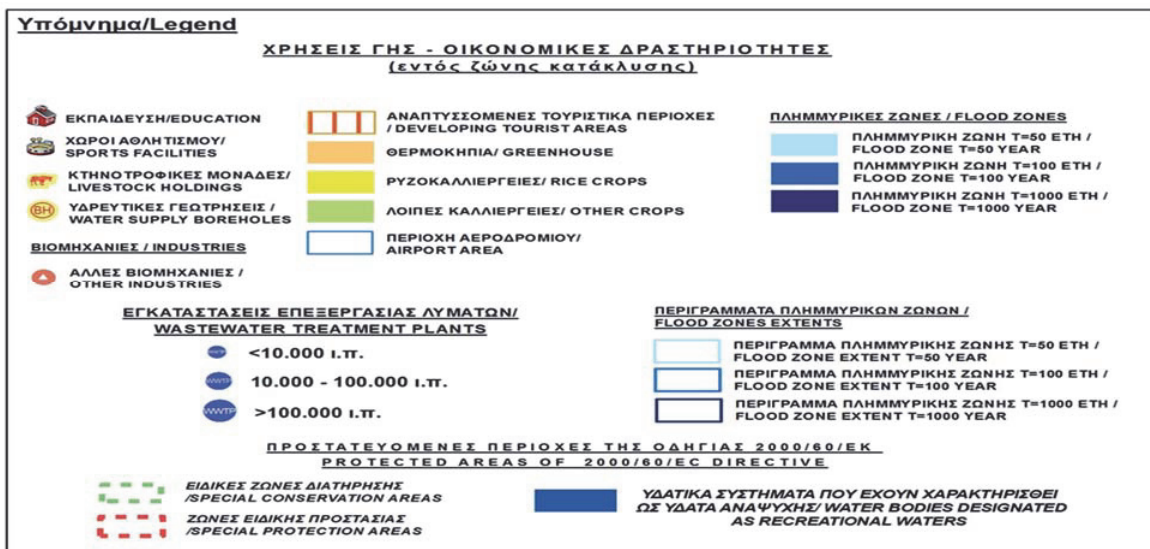 Υπόμνημα/Legend
ΧΡΗΣΕΙΣ ΓΗΣ - ΟΙΚΟΝΟΜΙΚΕΣ ΔΡΑΣΤΗΡΙΟΤΗΤΕΣ
(εντός ζώνης κατάκλυσης)
ΕΚΠΑΙΔΕΥΣΗ/EDUCATION
ΧΩΡΟΙ ΑΘΛΗΤΙΣΜΟΥ/
SPORTS FACILITIES
ΚΤΗΝΟΤΡΟΦΙΚΕΣ ΜΟΝΑΔΕΣ/
LIVESTOCK HOLDINGS
BH
ΥΔΡΕΥΤΙΚΕΣ ΓΕΩΤΡΗΣΕΙΣ /
WATER SUPPLY BOREHOLES
ΒΙΟΜΗΧΑΝΙΕΣ / INDUSTRIES
ΑΛΛΕΣ ΒΙΟΜΗΧΑΝΙΕΣ /
OTHER INDUSTRIES
ΑΝΑΠΤΥΣΣΟΜΕΝΕΣ ΤΟΥΡΙΣΤΙΚΑ ΠΕΡΙΟΧΕΣ
/ DEVELOPING TOURIST AREAS
ΘΕΡΜΟΚΗΠΙΑ/ GREENHOUSE
ΡΥΖΟΚΑΛΛΙΕΡΓΕΙΕΣ/ RICE CROPS
ΛΟΙΠΕΣ ΚΑΛΛΙΕΡΓΕΙΕΣ/ OTHER CROPS
ΠΕΡΙΟΧΗ ΑΕΡΟΔΡΟΜΙΟΥ/
AIRPORT AREA
ΠΛΗΜΜΥΡΙΚΕΣ ΖΩΝΕΣ / FLOOD ZONES
ΠΛΗΜΜΥΡΙΚΗ ΖΩΝΗ Τ=50 ΕΤΗ /
FLOOD ZONE T=50 YEAR
ΠΛΗΜΜΥΡΙΚΗ ΖΩΝΗ Τ=100 ΕΤΗ /
FLOOD ZONE T=100 YEAR
ΠΛΗΜΜΥΡΙΚΗ ΖΩΝΗ Τ=1000 ΕΤΗ /
FLOOD ZONE T=1000 YEAR
ΕΓΚΑΤΑΣΤΑΣΕΙΣ ΕΠΕΞΕΡΓΑΣΙΑΣ ΛΥΜΑΤΩΝ/
WASTEWATER TREATMENT PLANTS
WWTP <10.000 ι.π.
WWTP 10.000 - 100.000 ι.π.
WWTP >100.000 ι.π.
ΠΕΡΙΓΡΑΜΜΑΤΑ ΠΛΗΜΜΥΡΙΚΩΝ ΖΩΝΩΝ /
FLOOD ZONES EXTENTS
ΠΕΡΙΓΡΑΜΜΑ ΠΛΗΜΜΥΡΙΚΗΣ ΖΩΝΗΣ Τ=50 ΕΤΗ /
FLOOD ZONE EXTENT T=50 YEAR
ΠΕΡΙΓΡΑΜΜΑ ΠΛΗΜΜΥΡΙΚΗΣ ΖΩΝΗΣ Τ=100 ΕΤΗ /
FLOOD ZONE EXTENT T=100 YEAR
ΠΕΡΙΓΡΑΜΜΑ ΠΛΗΜΜΥΡΙΚΗΣ ΖΩΝΗΣ Τ=1000 ΕΤΗ /
FLOOD ZONE EXTENT T=1000 YEAR
ΠΡΟΣΤΑΤΕΥΟΜΕΝΕΣ ΠΕΡΙΟΧΕΣ ΤΗΣ ΟΔΗΓΙΑΣ 2000/60/ΕΚ
PROTECTED AREAS OF 2000/60/EC DIRECTIVE
ΕΙΔΙΚΕΣ ΖΩΝΕΣ ΔΙΑΤΗΡΗΣΗΣ
/SPECIAL CONSERVATION AREAS
ΖΩΝΕΣ ΕΙΔΙΚΗΣ ΠΡΟΣΤΑΣΙΑΣ
/SPECIAL PROTECTION AREAS
ΥΔΑΤΙΚΑ ΣΥΣΤΗΜΑΤΑ ΠΟΥ ΕΧΟΥΝ ΧΑΡΑΚΤΗΡΙΣΘΕΙ
ΩΣ ΥΔΑΤΑ ΑΝΑΨΥΧΗΣ/ WATER BODIES DESIGNATED
AS RECREATIONAL WATERS